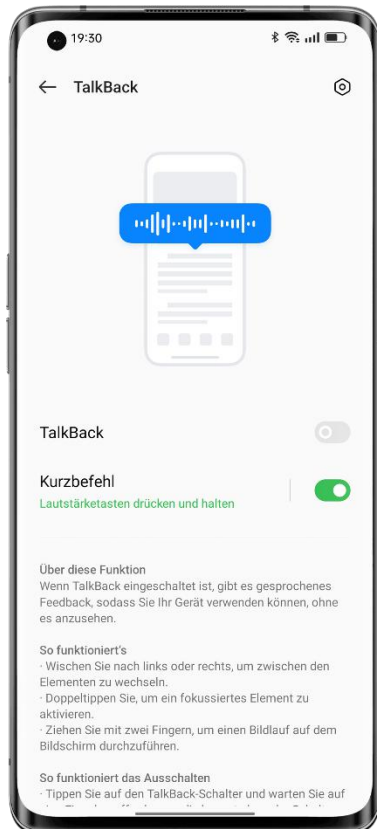 19:30
TalkBack
TalkBack
Kurzbefehl
Lautstärketasten drücken und halten
Über diese Funktion
Wenn TalkBack eingeschaltet ist, gibt es gesprochenes
Feedback, sodass Sie Ihr Gerät verwenden können, ohne
es anzusehen.
So funktioniert's
· Wischen Sie nach links oder rechts, um zwischen den
Elementen zu wechseln.
· Doppeltippen Sie, um ein fokussiertes Element zu
aktivieren.
· Ziehen Sie mit zwei Fingern, um einen Bildlauf auf dem
Bildschirm durchzuführen.
So funktioniert das Ausschalten
· Tippen Sie auf den TalkBack-Schalter und warten Sie auf